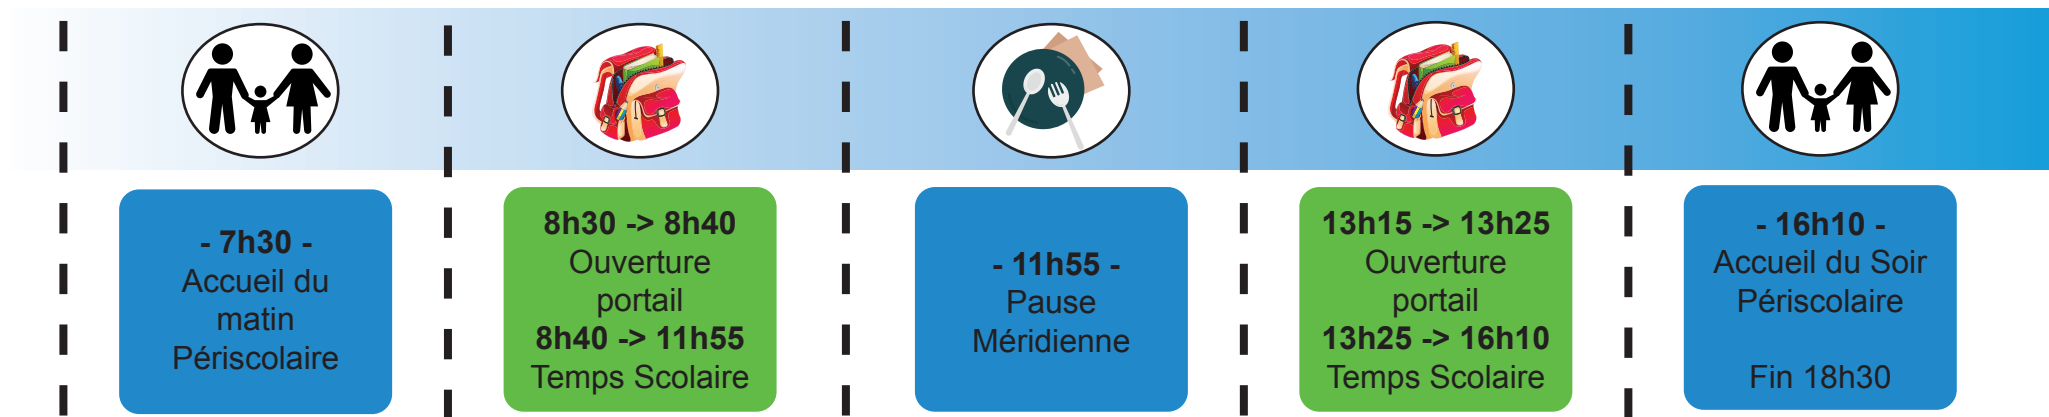 - 7h30 -
Accueil du
matin
Périscolaire
8h30 -> 8h40
Ouverture
portail
8h40 -> 11h55
Temps Scolaire
- 11h55 -
Pause
Méridienne
13h15 -> 13h25
Ouverture
portail
13h25 -> 16h10
Temps Scolaire
- 16h10 -
Accueil du Soir
Périscolaire
Fin 18h30